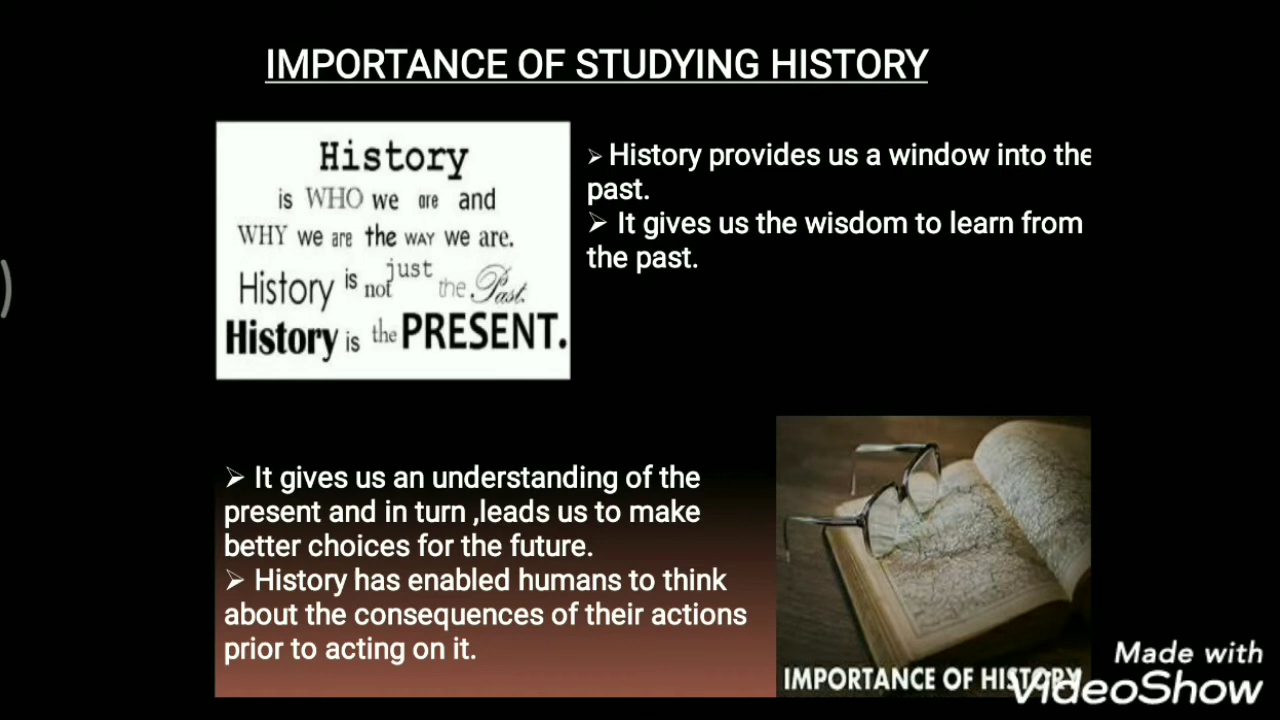 IMPORTANCE OF STUDYING HISTORY
History
is WHO we are and
WHY we are the WAY we are.
History is not just the Past.
History is the PRESENT.
➢ History provides us a window into the
past.
➢ It gives us the wisdom to learn from
the past.
➢ It gives us an understanding of the
present and in turn ,leads us to make
better choices for the future.
➢ History has enabled humans to think
about the consequences of their actions
prior to acting on it.
IMPORTANCE OF HISTORY
Made with
VideoShow